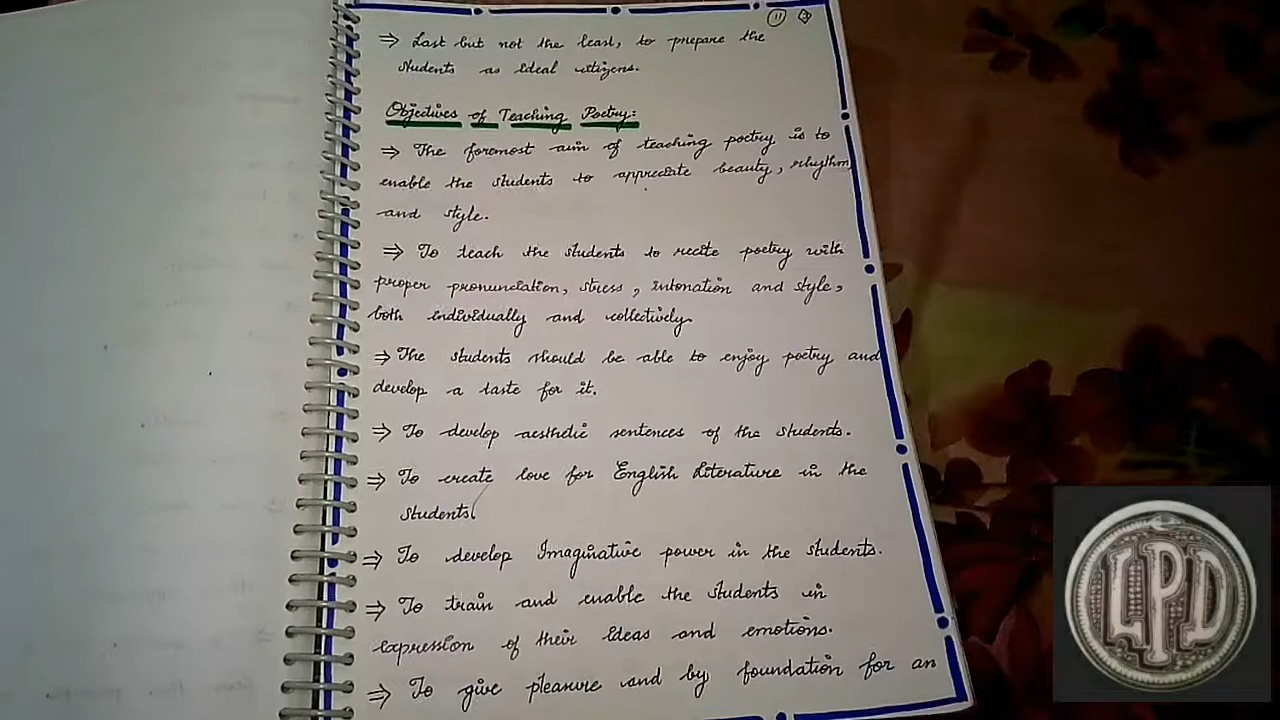 11
⇒ Last but not the least, to prepare the
students as ideal citizens.
Objectives of Teaching Poetry:
⇒ The foremost aim of teaching poetry is to
enable the students to appreciate beauty, rhythm
and style.
⇒ To teach the students to recite poetry with
proper pronunciation, stress, intonation and style,
both individually and collectively.
⇒ The students should be able to enjoy poetry and
develop a taste for it.
⇒ To develop aesthetic sentences of the students.
⇒ To create love for English Literature in the
students.
⇒ To develop Imaginative power in the students.
⇒ To train and enable the students in
expression of their Ideas and emotions.
⇒ To give pleasure and by foundation for an
LPD